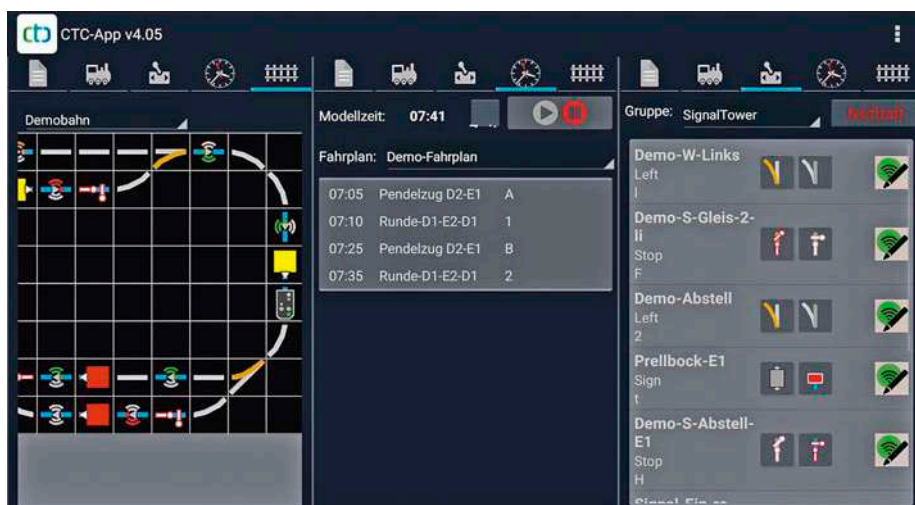 CTC-App v4.05
Demobahn
Modellzeit: 07:41
Fahrplan: Demo-Fahrplan
07:05 Pendelzug D2-E1 A
07:10 Runde-D1-E2-D1 1
07:25 Pendelzug D2-E1 B
07:35 Runde-D1-E2-D1 2
Gruppe: SignalTower
Notfall
Demo-W-Links
Left
l
Demo-S-Gleis-2-
li
Stop
F
Demo-Abstell
Left
2
Prellbock-E1
Sign
t
Demo-S-Abstell-
E1
Stop
H